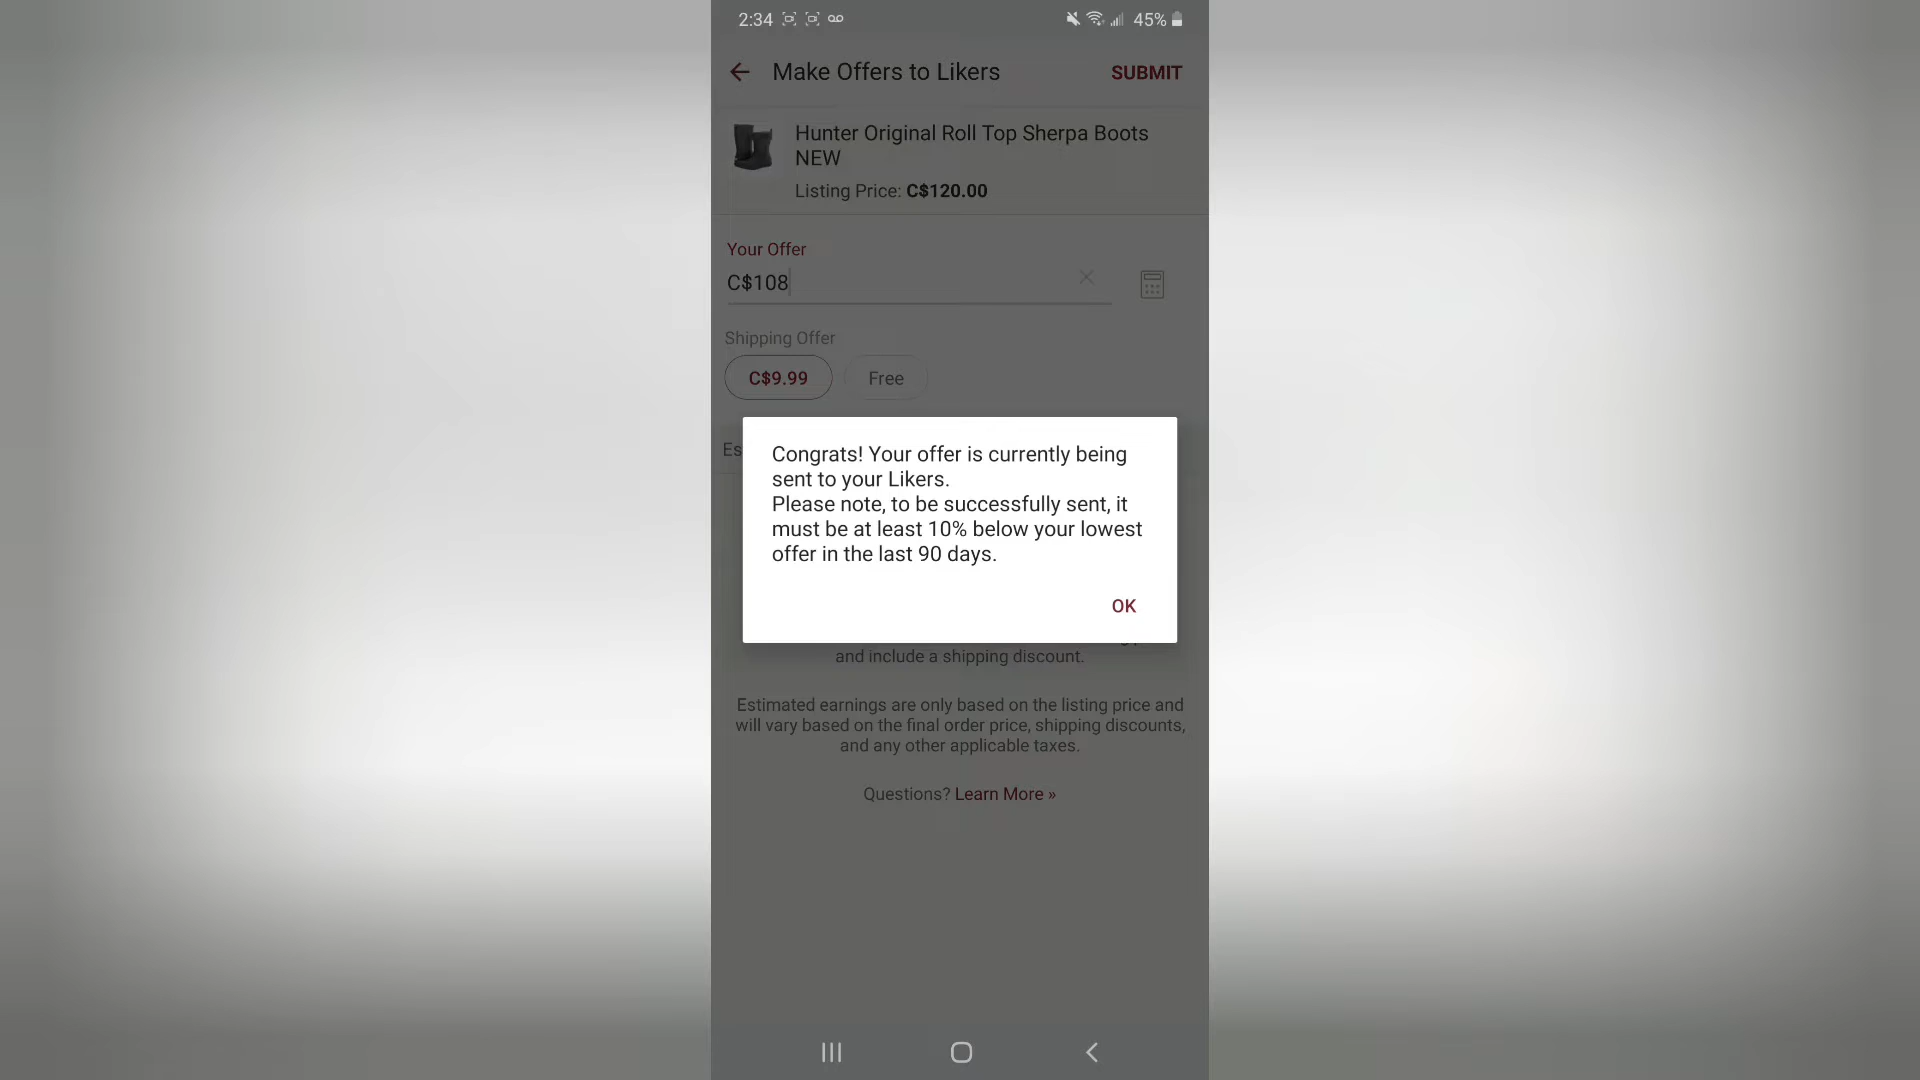 2:34 45%
Make Offers to Likers SUBMIT
Hunter Original Roll Top Sherpa Boots
NEW
Listing Price: C$120.00
Your Offer
C$108
Shipping Offer
C$9.99 Free
Es
Congrats! Your offer is currently being
sent to your Likers.
Please note, to be successfully sent, it
must be at least 10% below your lowest
offer in the last 90 days.
OK
and include a shipping discount.
Estimated earnings are only based on the listing price and
will vary based on the final order price, shipping discounts,
and any other applicable taxes.
Questions? Learn More »